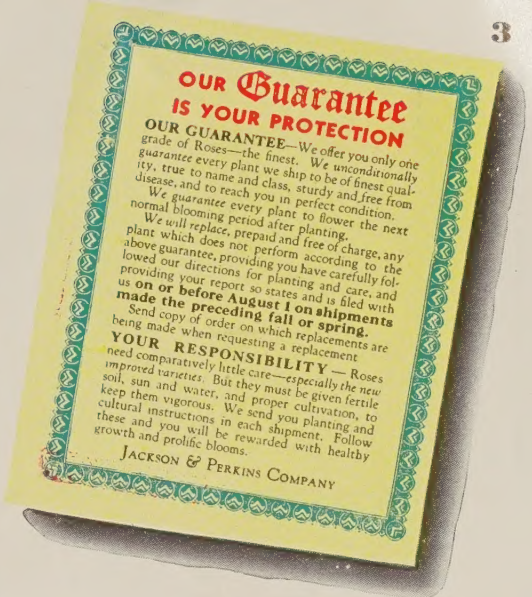 3
OUR Guarantee
IS YOUR PROTECTION
OUR GUARANTEE—We offer you only one
grade of Roses—the finest. We unconditionally
guarantee every plant we ship to be of finest qual-
ity, true to name and class, sturdy and free from
disease, and to reach you in perfect condition.
We guarantee every plant to flower the next
normal blooming period after planting.
We will replace, prepaid and free of charge, any
plant which does not perform according to the
above guarantee, providing you have carefully fol-
lowed our directions for planting and care, and
providing your report so states and is filed with
us on or before August 1 on shipments
made the preceding fall or spring.
Send copy of order on which replacements are
being made when requesting a replacement
YOUR RESPONSIBILITY—Roses
need comparatively little care—especially the new
improved varieties. But they must be given fertile
soil, sun and water, and proper cultivation, to
keep them vigorous. We send you planting and
cultural instructions in each shipment. Follow
these and you will be rewarded with healthy
growth and prolific blooms.
JACKSON & PERKINS COMPANY